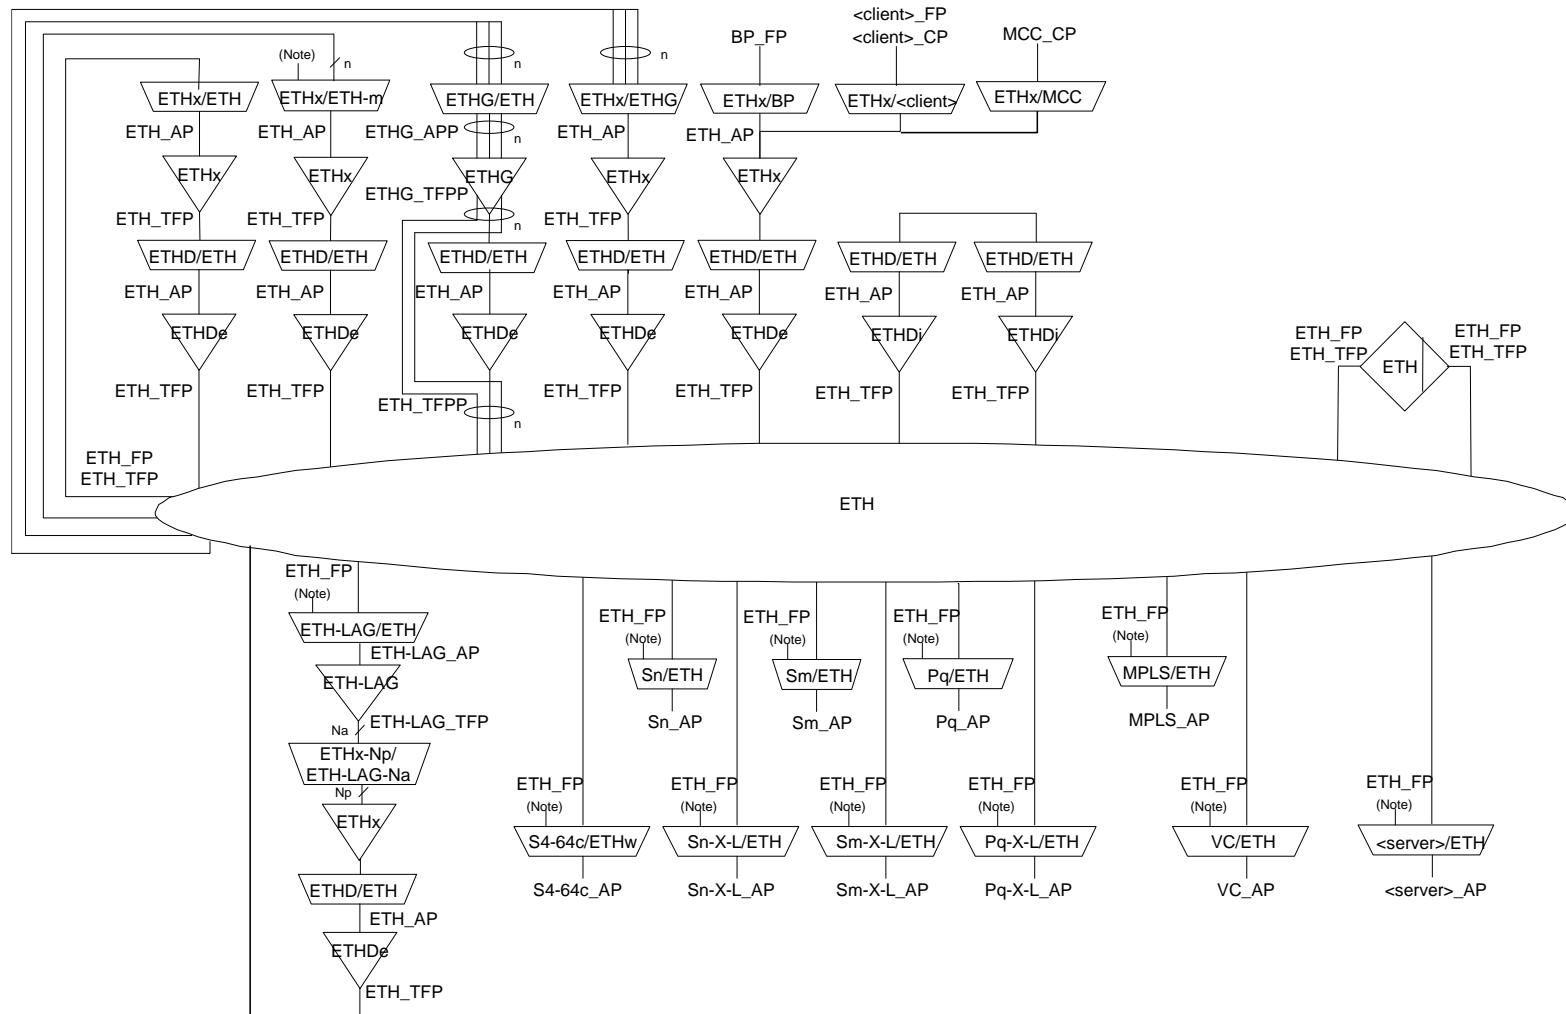 <client>_FP
<client>_CP
BP_FP
MCC_CP
(Note)
n
n
n
ETHx/ETH
ETHx/ETH-m
ETHG/ETH
ETHx/ETHG
ETHx/BP
ETHx/<client>
ETHx/MCC
ETH_AP
ETH_AP
ETHG_APP
n
ETH_AP
ETH_AP
ETHx
ETHx
ETHG
ETHx
ETHx
ETHG_TFPP
ETH_TFP
ETH_TFP
n
ETH_TFP
ETHD/ETH
ETHD/ETH
ETHD/ETH
ETHD/ETH
ETHD/ETH
ETHD/ETH
ETHD/ETH
ETH_AP
ETH_AP
ETH_AP
ETH_AP
ETH_AP
ETH_AP
ETH_AP
ETHDe
ETHDe
ETHDe
ETHDe
ETHDe
ETHDi
ETHDi
ETH_FP
ETH_TFP
ETH
ETH_FP
ETH_TFP
ETH_TFP
ETH_TFP
ETH_TFPP
n
ETH_TFP
ETH_TFP
ETH_TFP
ETH_TFP
ETH_FP
ETH_TFP
ETH
ETH_FP
(Note)
ETH-LAG/ETH
ETH-LAG_AP
ETH-LAG
ETH-LAG_TFP
Na
ETHx-Np/
ETH-LAG-Na
Np
ETHx
ETHD/ETH
ETH_AP
ETHDe
ETH_TFP
ETH_FP
(Note)
Sn/ETH
Sn_AP
ETH_FP
(Note)
Sm/ETH
Sm_AP
ETH_FP
(Note)
Pq/ETH
Pq_AP
ETH_FP
(Note)
MPLS/ETH
MPLS_AP
ETH_FP
(Note)
S4-64c/ETHw
S4-64c_AP
ETH_FP
(Note)
Sn-X-L/ETH
Sn-X-L_AP
ETH_FP
(Note)
Sm-X-L/ETH
Sm-X-L_AP
ETH_FP
(Note)
Pq-X-L/ETH
Pq-X-L_AP
ETH_FP
(Note)
VC/ETH
VC_AP
ETH_FP
(Note)
<server>/ETH
<server>_AP